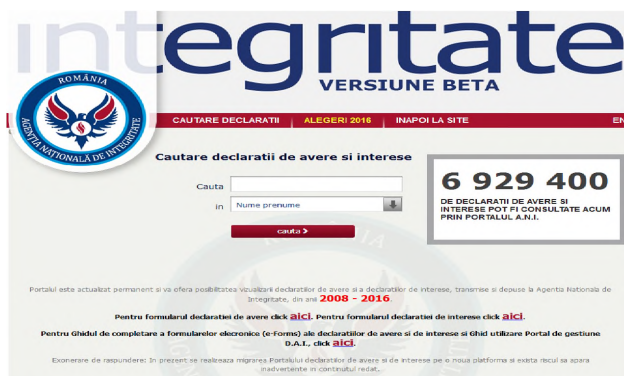 integritate
VERSIUNE BETA
ROMÂNIA
AGENȚIA NAȚIONALĂ DE INTEGRITATE
CAUTARE DECLARATII ALEGERI 2016 INAPOI LA SITE EN
Cautare declaratii de avere si interese
Cauta
in Nume prenume
cauta
6 929 400
DE DECLARATII DE AVERE SI
INTERESE POT FI CONSULTATE ACUM
PRIN PORTALUL A.N.I.
Portalul este actualizat permanent si va ofera posibilitatea vizualizarii declaratiilor de avere si a declaratiilor de interese, transmise si depuse la Agentia Nationala de
Integritate, din anii 2008 - 2016.
Pentru formularul declaratiei de avere click aici. Pentru formularul declaratiei de interese click aici.
Pentru Ghidul de completare a formularelor elecronice (e-Forms) ale declaratiilor de avere si de interese si Ghid utilizare Portal de gestiune
D.A.I., click aici.
Exonerare de raspundere: In prezent se realizeaza migrarea Portalului declaratiilor de avere si de interese pe o noua platforma si exista riscul sa apara
inadvertente in continutul redat.